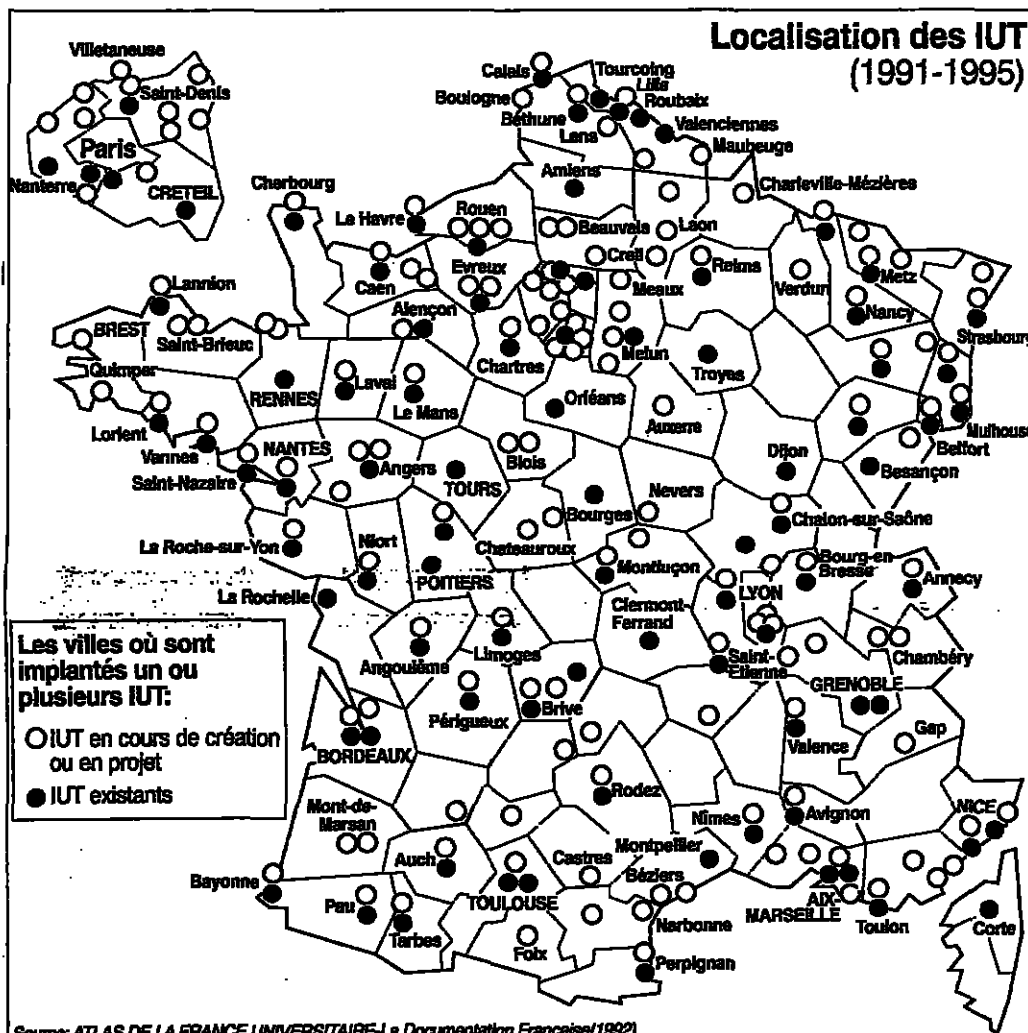 Localisation des IUT
(1991-1995)
Villetaneuse
Saint-Denis
Paris
Nanterre
CRETEIL
Calais
Tourcoing
Lille
Boulogne
Roubaix
Béthune
Valenciennes
Lens
Maubeuge
Amiens
Charleville-Mézières
Cherbourg
Le Havre
Rouen
Beauvais
Laon
Creil
Reims
Caen
Evreux
Meaux
Verdun
Metz
Lannion
Alençon
Nancy
BREST
Saint-Brieuc
Strasbourg
Chartres
Melun
Troyes
Quimper
Laval
RENNES
Le Mans
Orléans
Auxerre
Mulhouse
Lorient
Belfort
Vannes
NANTES
Blois
Dijon
Angers
Besançon
Saint-Nazaire
TOURS
Nevers
Bourges
Chalon-sur-Saône
La Roche-sur-Yon
Niort
Chateauroux
Bourg-en-
Bresse
Montluçon
POITIERS
Annecy
La Rochelle
LYON
Clermont-
Ferrand
Les villes où sont
implantés un ou
plusieurs IUT:
Limoges
Angoulême
Saint-
Etienne
Chambéry
GRENOBLE
Périgueux
Brive
IUT en cours de création
ou en projet
BORDEAUX
Valence
Gap
IUT existants
Rodez
Mont-de-
Marsan
Nîmes
Avignon
NICE
Auch
Castres
Montpellier
Béziers
Bayonne
TOULOUSE
AIX-
MARSEILLE
Pau
Narbonne
Toulon
Corte
Tarbes
Foix
Perpignan
Source: ATLAS DE LA FRANCE UNIVERSITAIRE-La Documentation Française(1992)